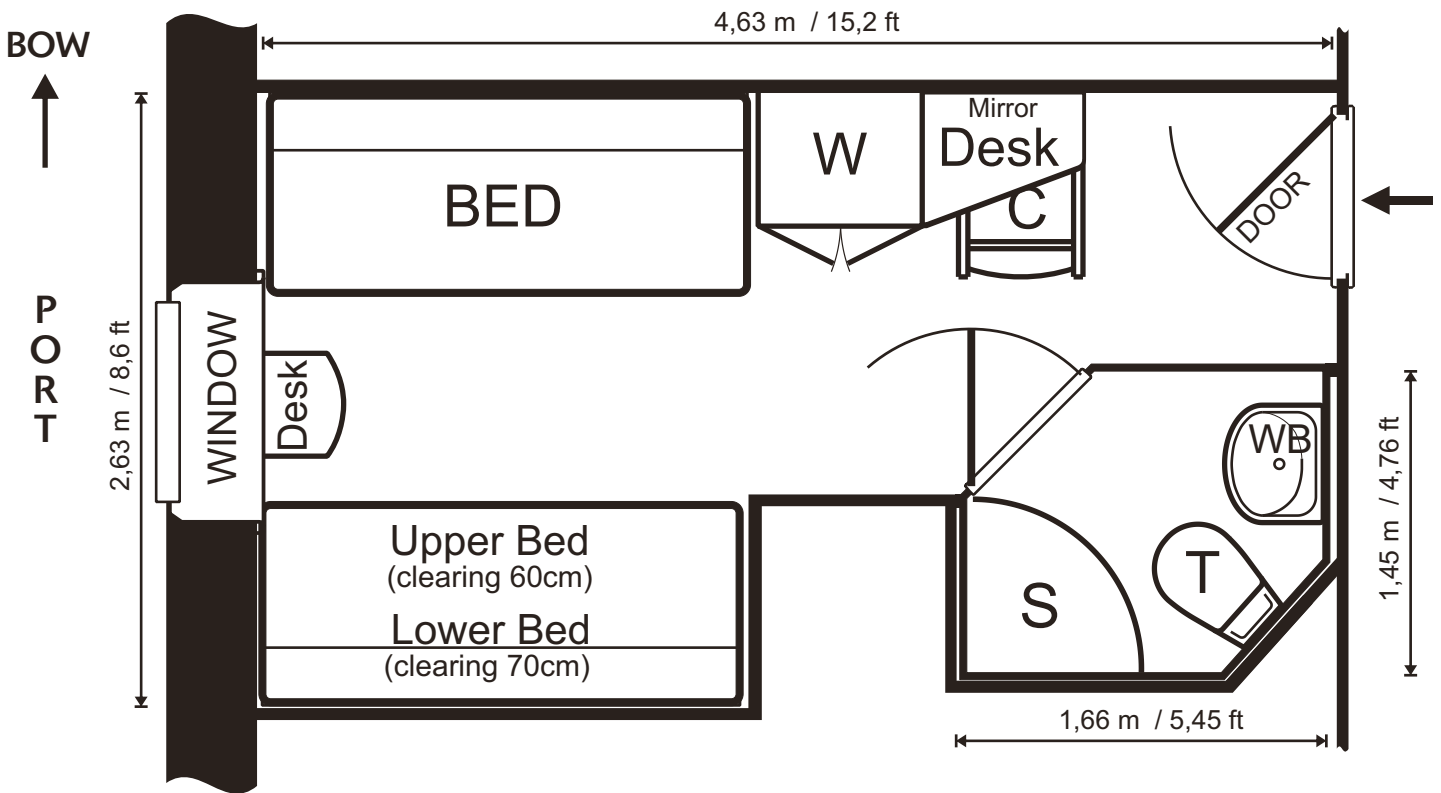 4,63 m / 15,2 ft
BOW
Mirror
Desk
W
BED
C
DOOR
PORT
2,63 m / 8,6 ft
WINDOW
Desk
WB
1,45 m / 4,76 ft
Upper Bed
(clearing 60cm)
T
S
Lower Bed
(clearing 70cm)
1,66 m / 5,45 ft